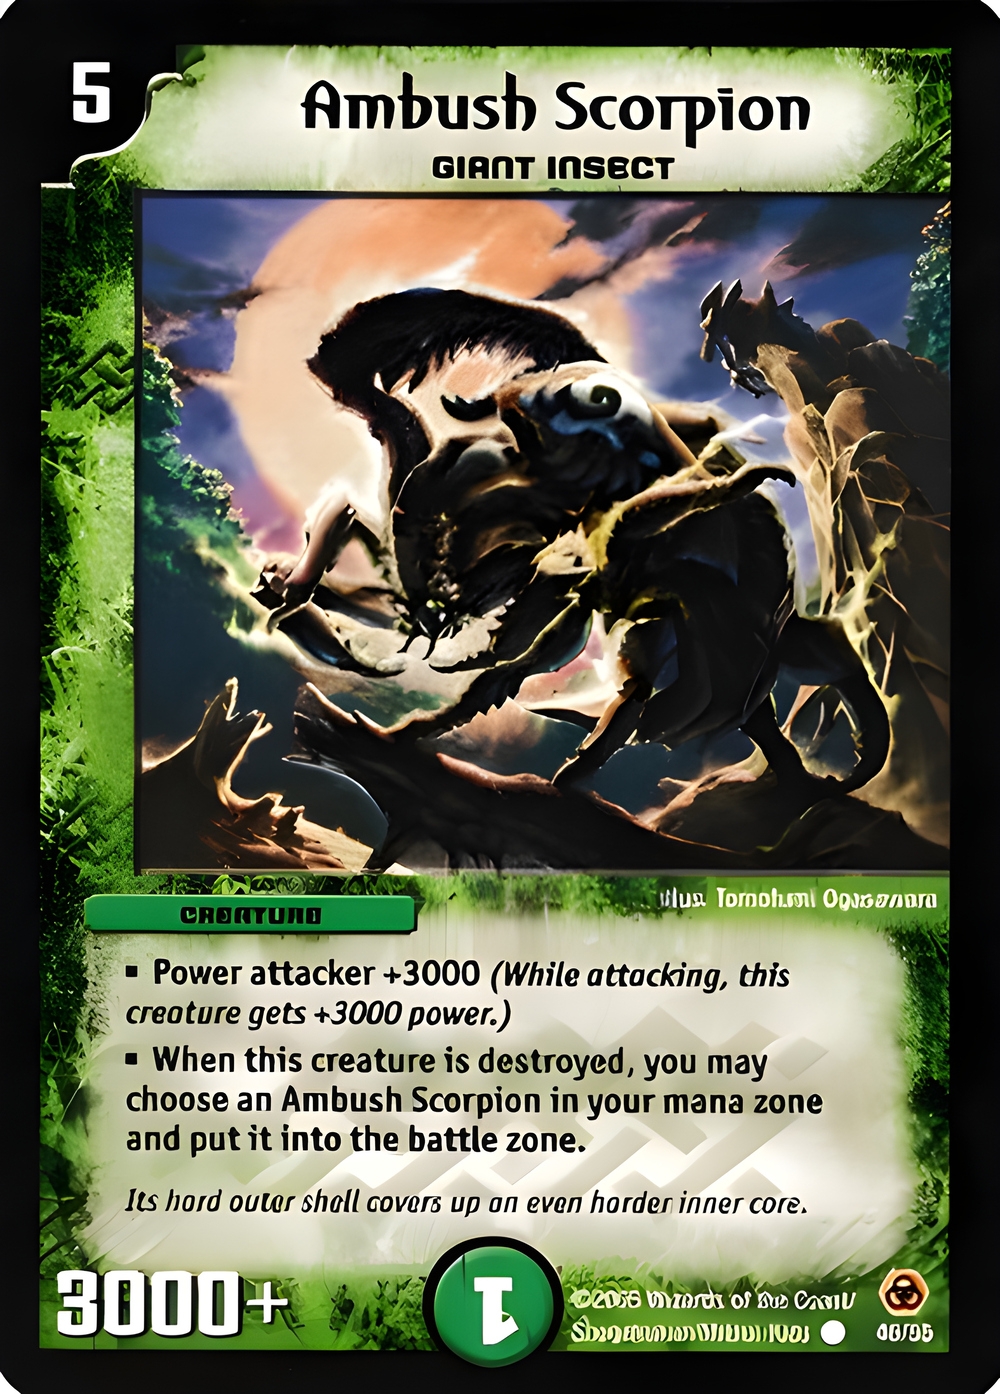 5
Ambush Scorpion
GIANT INSECT
▪ Power attacker +3000 (While attacking, this
creature gets +3000 power.)
▪ When this creature is destroyed, you may
choose an Ambush Scorpion in your mana zone
and put it into the battle zone.
Its hard outer shell covers up an even harder inner core.
3000+
1